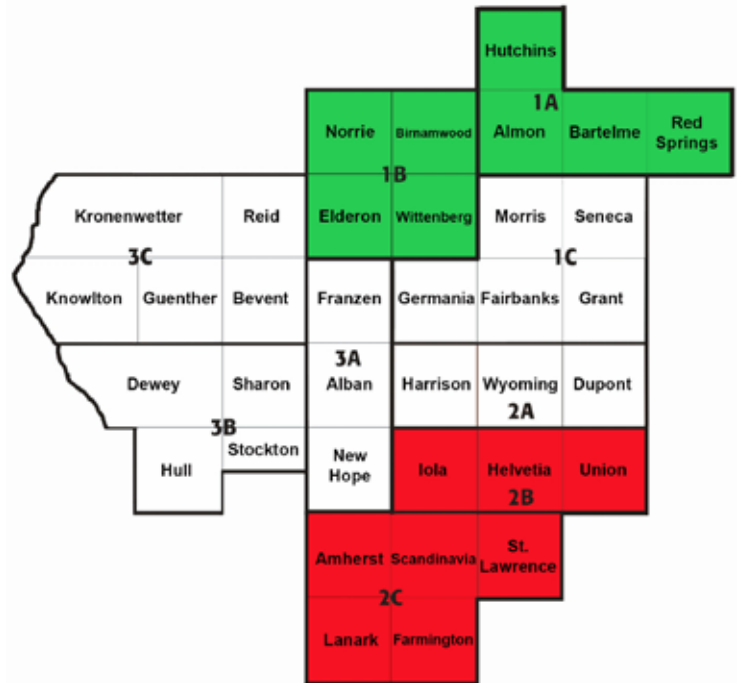 Hutchins
1A
Norrie
Birnamwood
Almon
Bartelme
Red
Springs
1B
Kronenwetter
Reid
Elderon
Wittenberg
Morris
Seneca
3C
1C
Knowlton
Guenther
Bevent
Franzen
Germania
Fairbanks
Grant
3A
Dewey
Sharon
Alban
Harrison
Wyoming
Dupont
2A
3B
Stockton
Hull
New
Hope
Iola
Helvetia
Union
2B
Amherst
Scandinavia
St.
Lawrence
2C
Lanark
Farmington